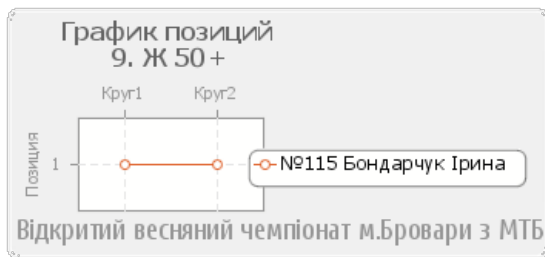 График позиций
9. Ж 50+
Круг1 Круг2
Позиция
1
№115 Бондарчук Ірина
Відкритий весняний чемпіонат м.Бровари з МТБ